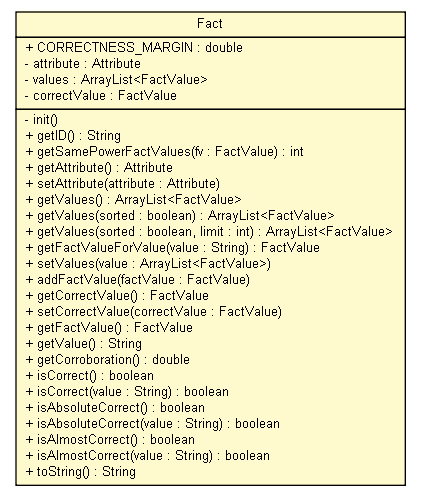 Fact
+ CORRECTNESS_MARGIN : double
- attribute : Attribute
- values : ArrayList<FactValue>
- correctValue : FactValue
- init()
+ getID() : String
+ getSamePowerFactValues(fv : FactValue) : int
+ getAttribute() : Attribute
+ setAttribute(attribute : Attribute)
+ getValues() : ArrayList<FactValue>
+ getValues(sorted : boolean) : ArrayList<FactValue>
+ getValues(sorted : boolean, limit : int) : ArrayList<FactValue>
+ getFactValueForValue(value : String) : FactValue
+ setValues(value : ArrayList<FactValue>)
+ addFactValue(factValue : FactValue)
+ getCorrectValue() : FactValue
+ setCorrectValue(correctValue : FactValue)
+ getFactValue() : FactValue
+ getValue() : String
+ getCorroboration() : double
+ isCorrect() : boolean
+ isCorrect(value : String) : boolean
+ isAbsoluteCorrect() : boolean
+ isAbsoluteCorrect(value : String) : boolean
+ isAlmostCorrect() : boolean
+ isAlmostCorrect(value : String) : boolean
+ toString() : String